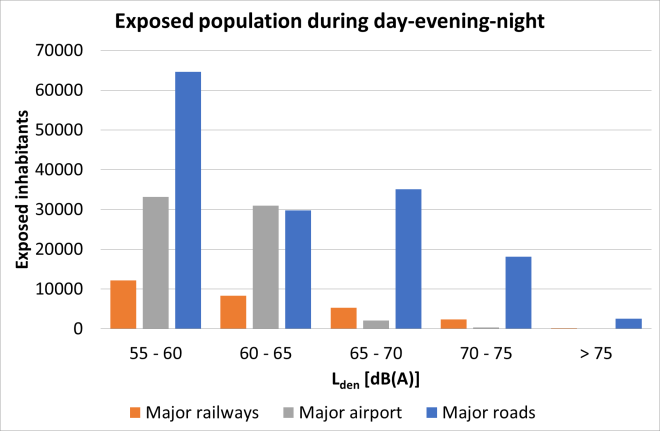 Exposed population during day-evening-night
Exposed inhabitants
70000
60000
50000
40000
30000
20000
10000
0
55 - 60 60 - 65 65 - 70 70 - 75 > 75
Lden [dB(A)]
Major railways Major airport Major roads